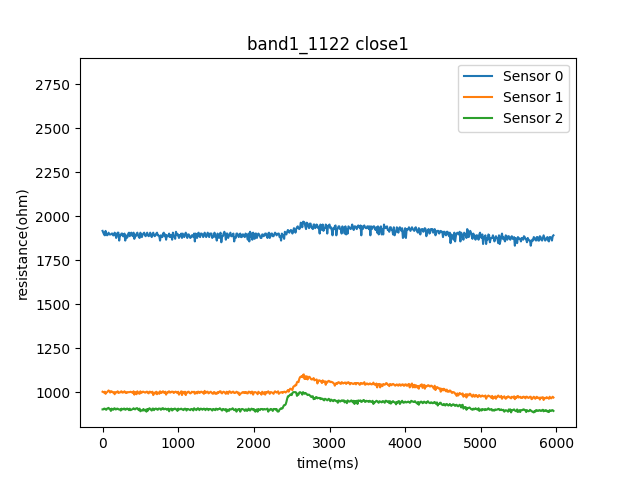 band1_1122 close1
Sensor 0
Sensor 1
Sensor 2
2750
2500
2250
2000
1750
1500
1250
1000
resistance(ohm)
0 1000 2000 3000 4000 5000 6000
time(ms)